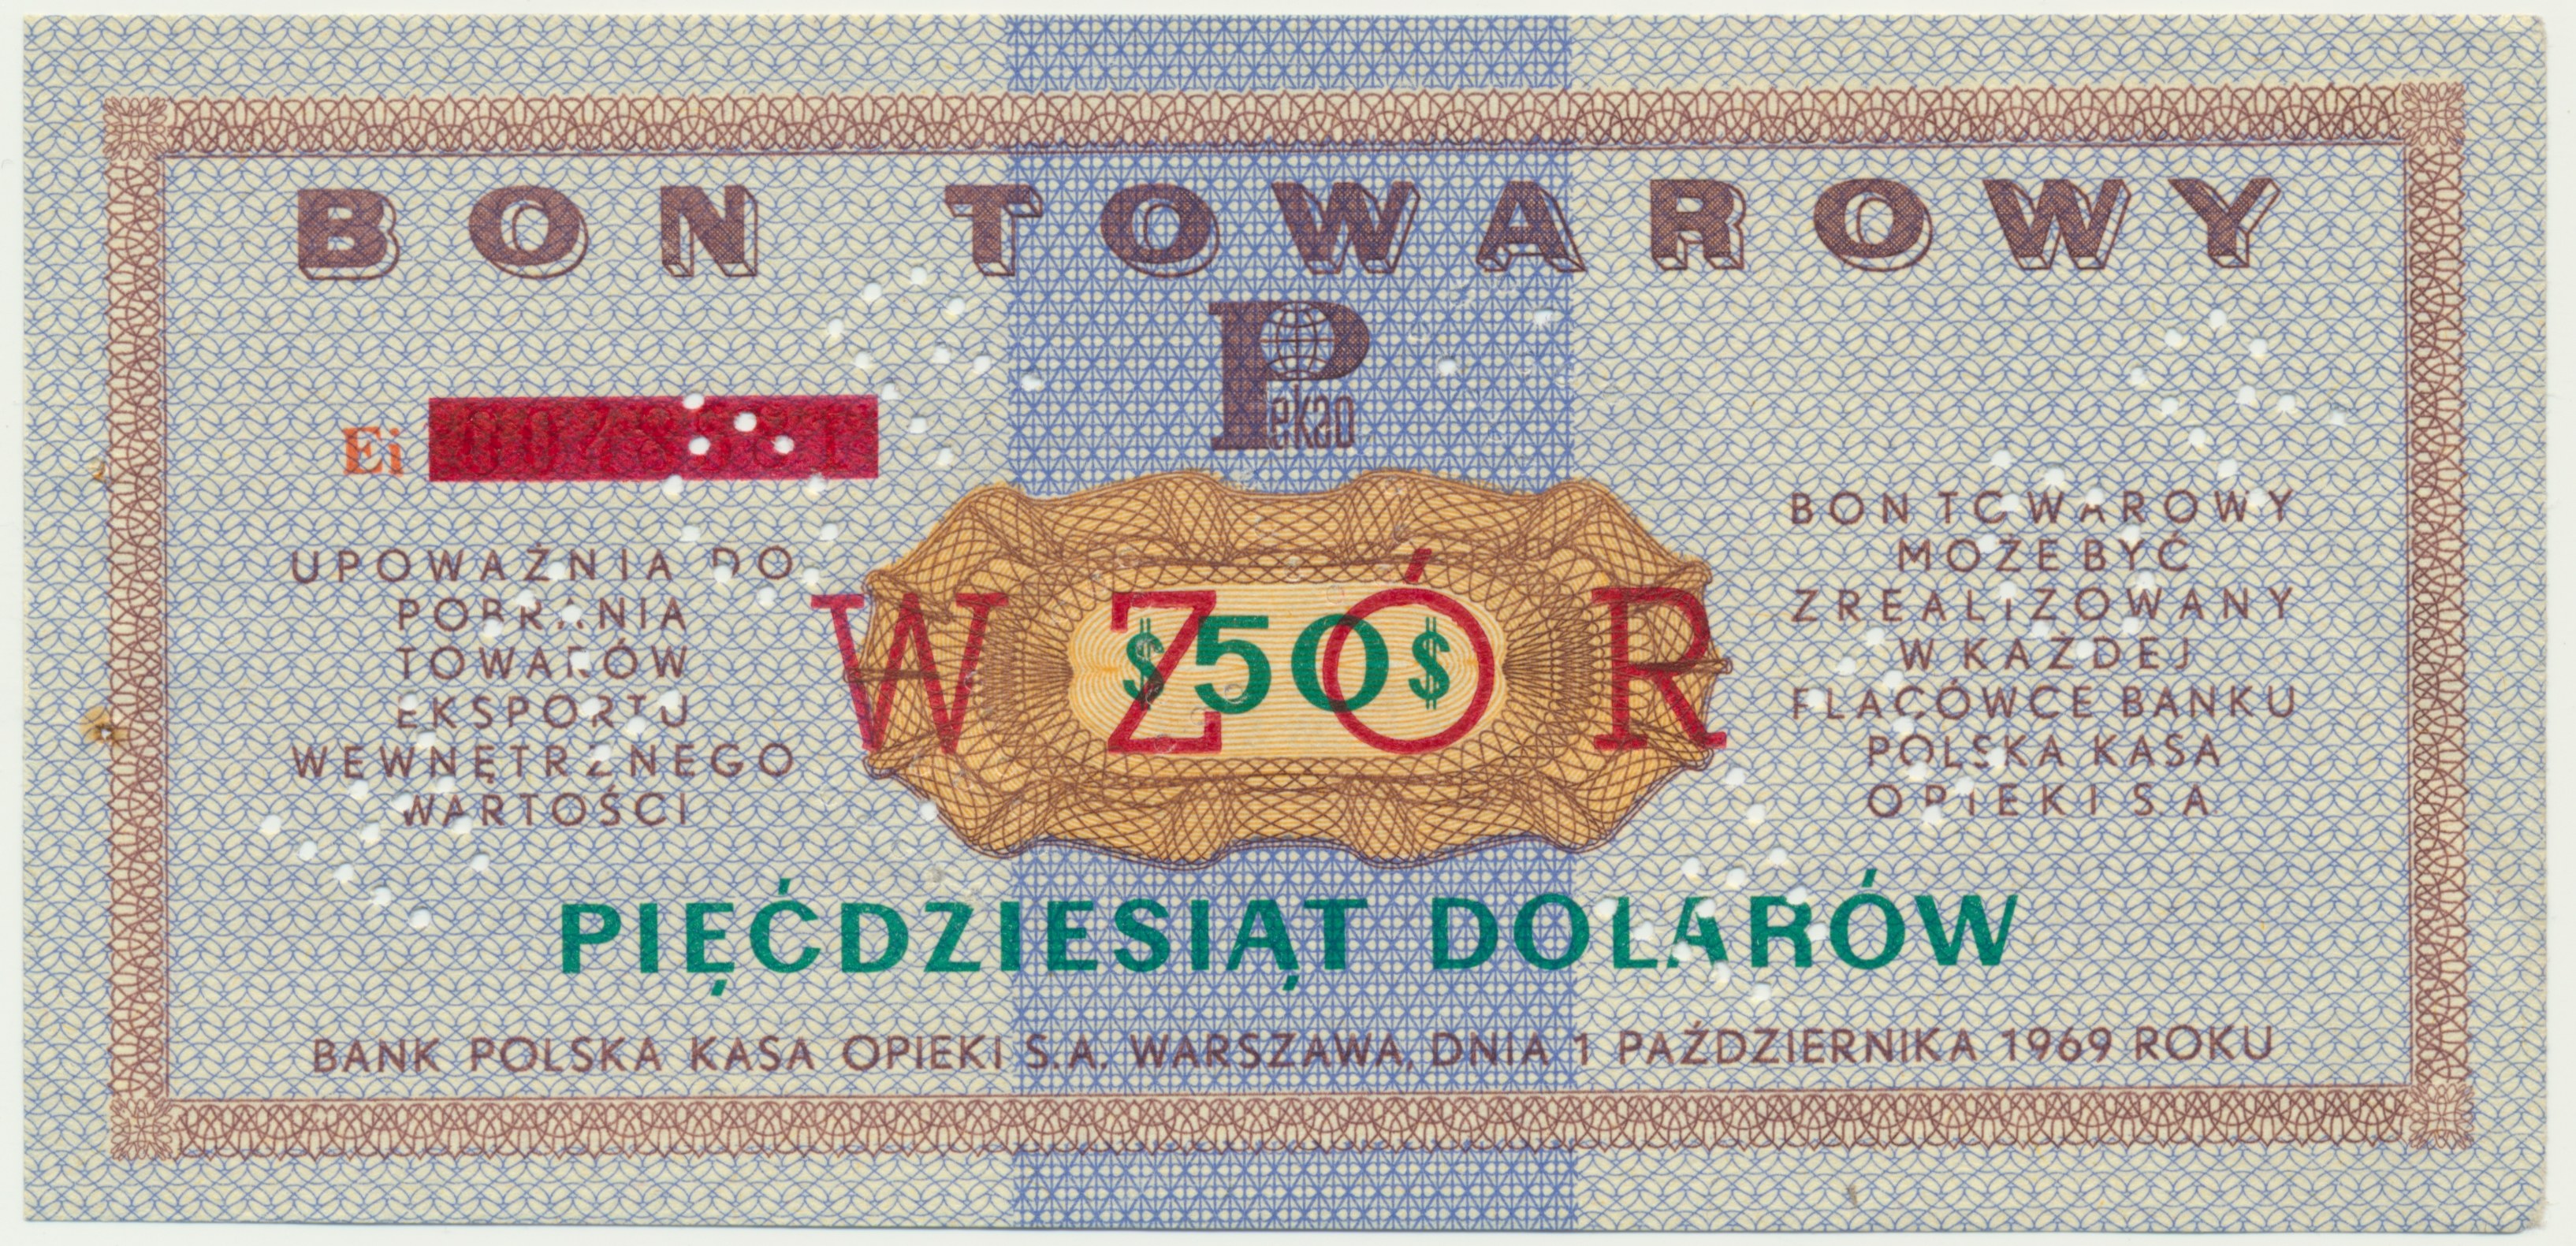 BON TOWAROWY
Pekao
Ei
UPOWAŻNIA DO
POBRANIA
TOWARÓW
EKSPORTU
WEWNĘTRZNEGO
WARTOŚCI
WZÓR
$50$
BON TOWAROWY
MOŻE BYĆ
ZREALIZOWANY
W KAŻDEJ
PLACÓWCE BANKU
POLSKA KASA
OPIEKI S.A.
PIĘĆDZIESIĄT DOLARÓW
BANK POLSKA KASA OPIEKI S.A. WARSZAWA, DNIA 1 PAŹDZIERNIKA 1969 ROKU